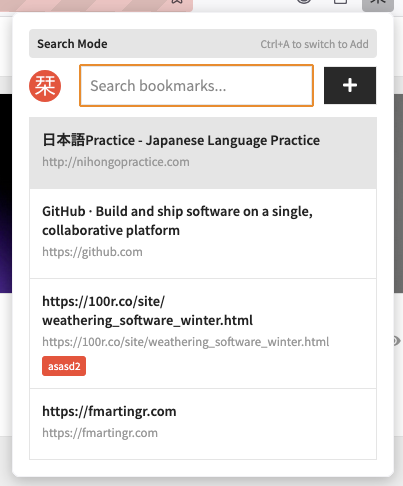 Search Mode
Ctrl+A to switch to Add
栞
Search bookmarks...
+
日本語Practice - Japanese Language Practice
http://nihongopractice.com
GitHub · Build and ship software on a single,
collaborative platform
https://github.com
https://100r.co/site/
weathering_software_winter.html
https://100r.co/site/weathering_software_winter.html
asasd2
https://fmartingr.com
https://fmartingr.com